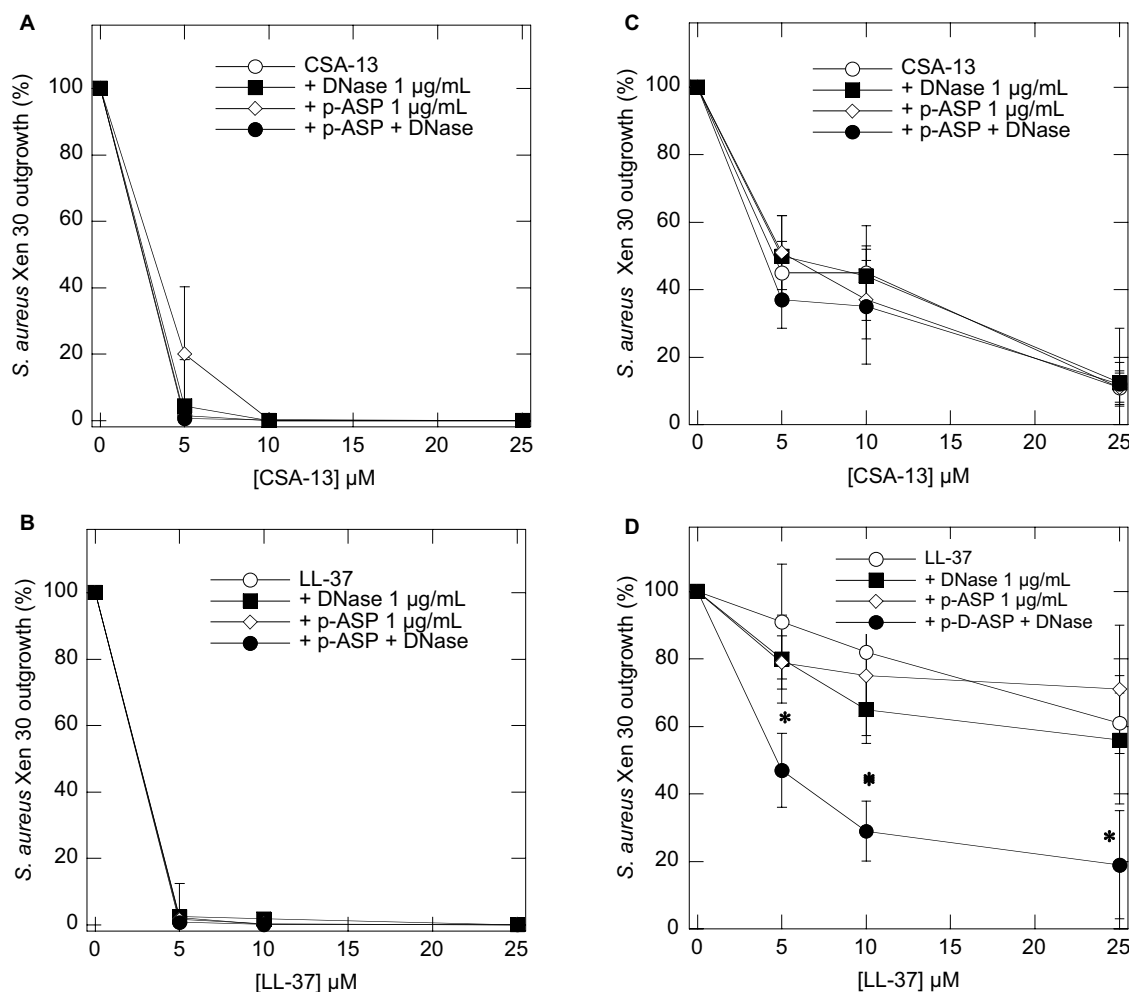 A
CSA-13
+ DNase 1 µg/mL
+ p-ASP 1 µg/mL
+ p-ASP + DNase
S. aureus Xen 30 outgrowth (%)
100
80
60
40
20
0
0 5 10 15 20 25
[CSA-13] µM
B
LL-37
+ DNase 1 µg/mL
+ p-ASP 1 µg/mL
+ p-ASP + DNase
S. aureus Xen 30 outgrowth (%)
100
80
60
40
20
0
0 5 10 15 20 25
[LL-37] µM
C
CSA-13
+ DNase 1 µg/mL
+ p-ASP 1 µg/mL
+ p-ASP + DNase
S. aureus Xen 30 outgrowth (%)
100
80
60
40
20
0
0 5 10 15 20 25
[CSA-13] µM
D
LL-37
+ DNase 1 µg/mL
+ p-ASP 1 µg/mL
+ p-D-ASP + DNase
S. aureus Xen 30 outgrowth (%)
100
80
60
40
20
0
*
*
*
0 5 10 15 20 25
[LL-37] µM